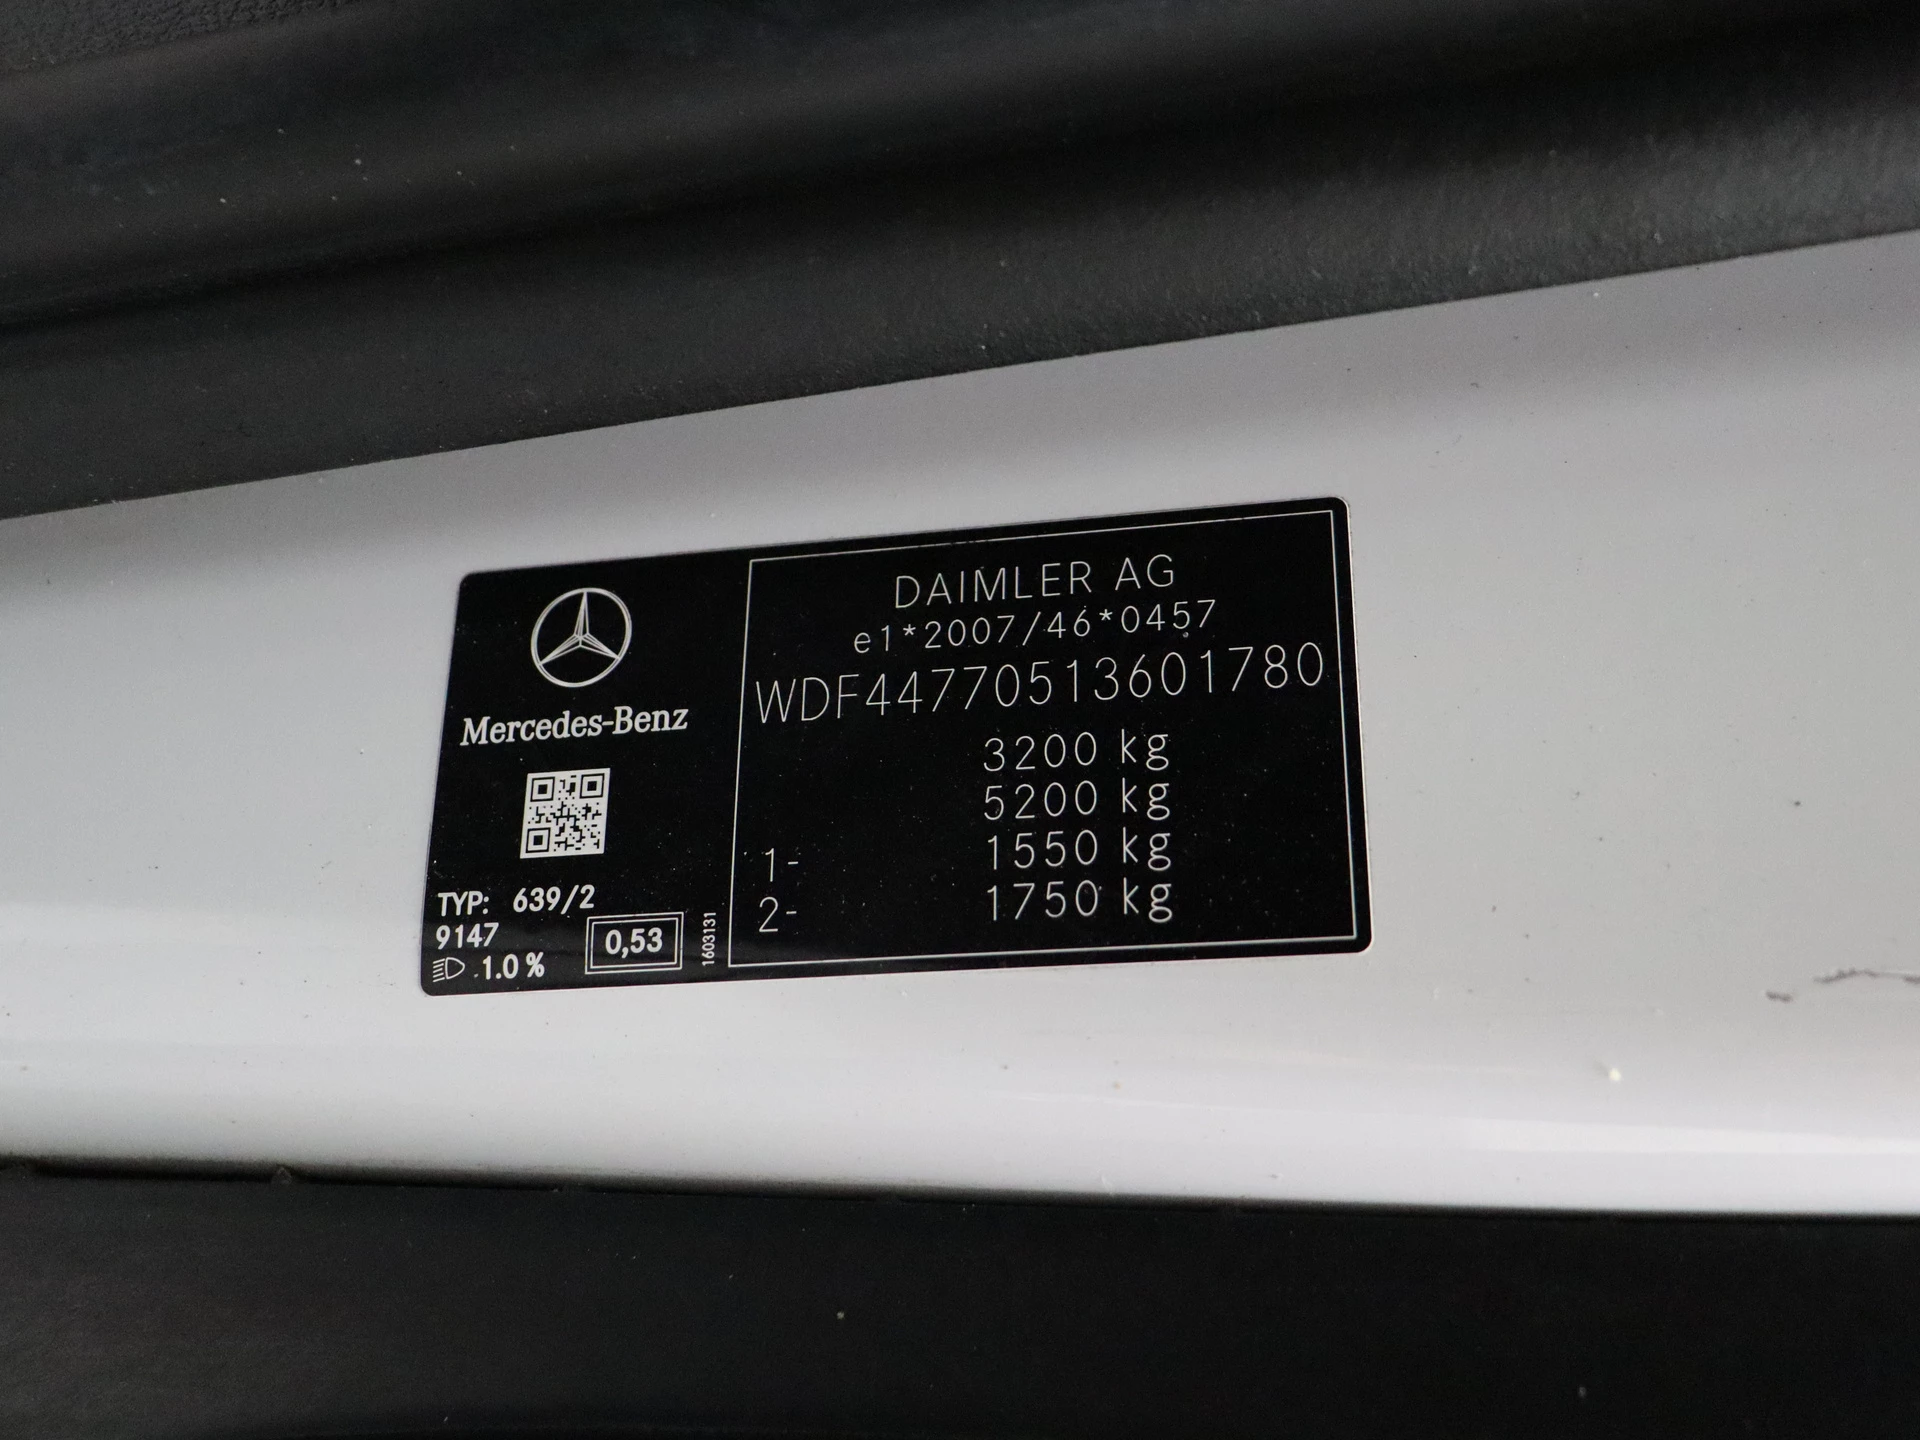 Mercedes-Benz
TYP: 639/2
9147
1.0 %
0,53
1603131
DAIMLER AG
e1*2007/46*0457
WDF44770513601780
3200 kg
5200 kg
1- 1550 kg
2- 1750 kg